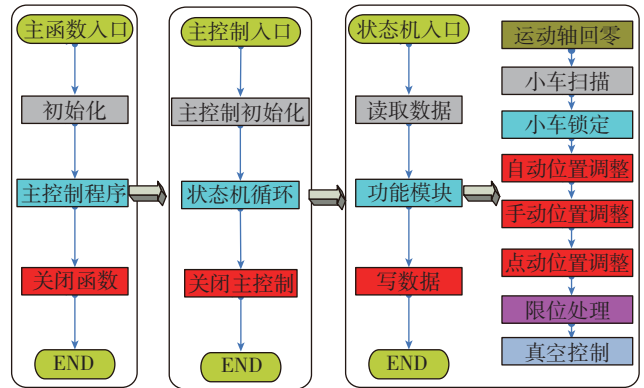 主函数入口
初始化
主控制程序
关闭函数
END
主控制入口
主控制初始化
状态机循环
关闭主控制
END
状态机入口
读取数据
功能模块
写数据
END
运动轴回零
小车扫描
小车锁定
自动位置调整
手动位置调整
点动位置调整
限位处理
真空控制